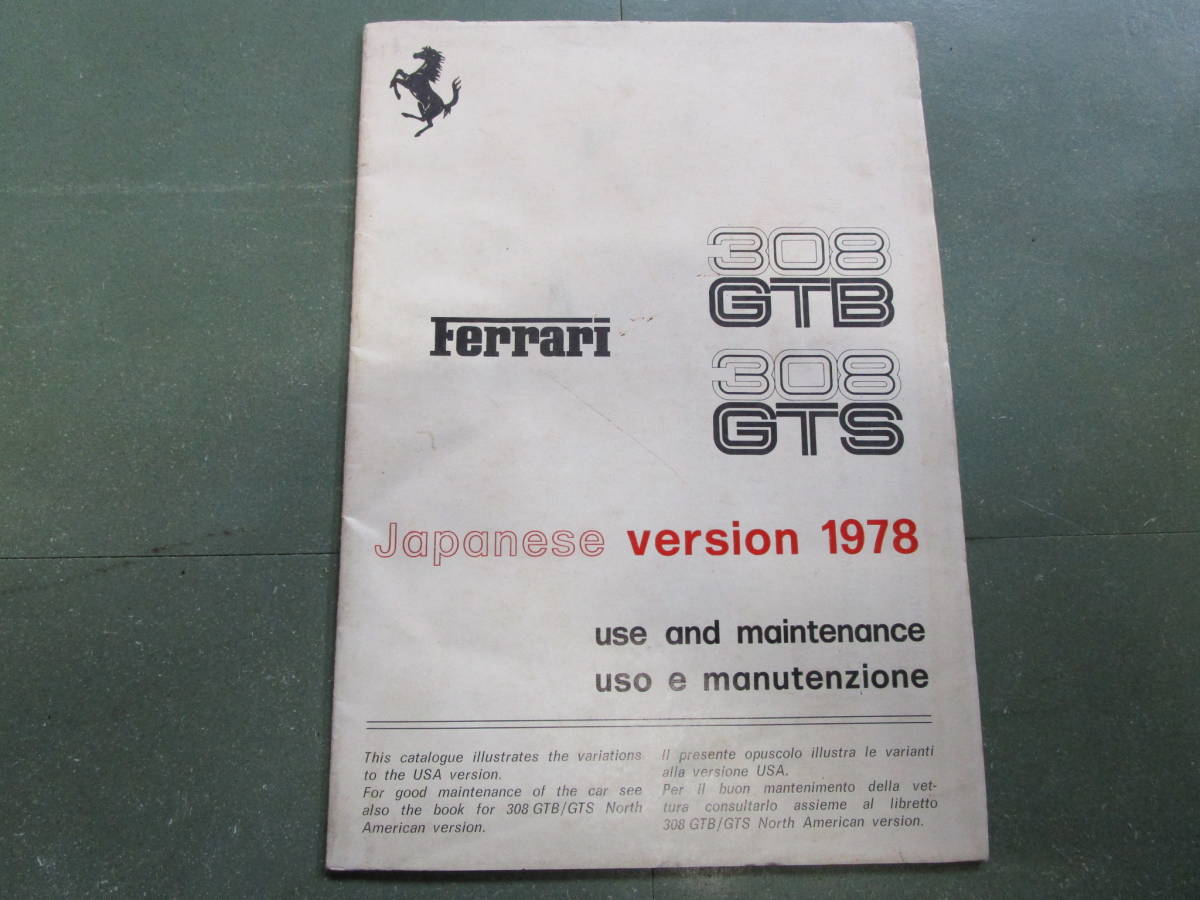 308
GTB
Ferrari
308
GTS
Japanese version 1978
use and maintenance
uso e manutenzione
This catalogue illustrates the variations
to the USA version.
For good maintenance of the car see
also the book for 308 GTB/GTS North
American version.
Il presente opuscolo illustra le varianti
alla versione USA.
Per il buon mantenimento della vet-
tura consultarlo assieme al libretto
308 GTB/GTS North American version.